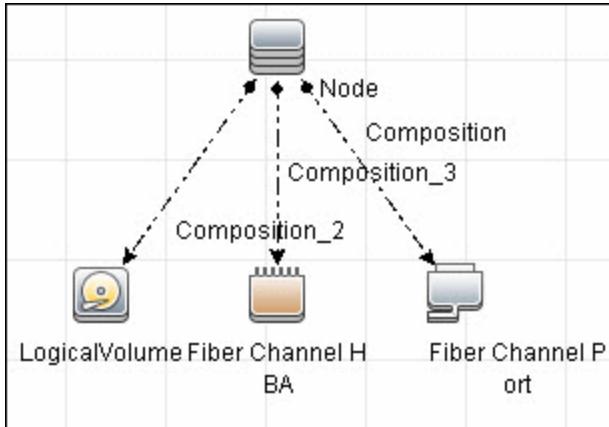 Node
Composition
Composition_3
Composition_2
LogicalVolume
Fiber Channel H
BA
Fiber Channel P
ort